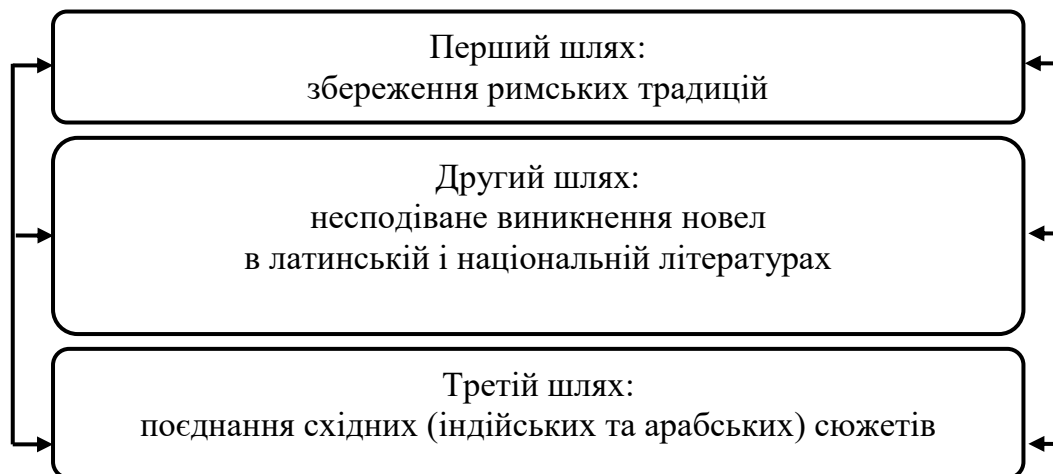 Перший шлях:
збереження римських традицій
Другий шлях:
несподіване виникнення новел
в латинській і національній літературах
Третій шлях:
поєднання східних (індійських та арабських) сюжетів